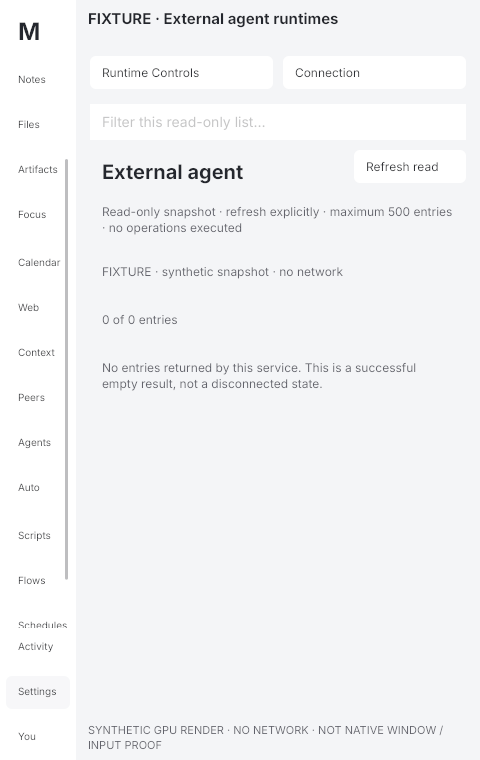 M
Notes
Files
Artifacts
Focus
Calendar
Web
Context
Peers
Agents
Auto
Scripts
Flows
Schedules
Activity
Settings
You
FIXTURE · External agent runtimes
Runtime Controls
Connection
Filter this read-only list...
External agent
Refresh read
Read-only snapshot · refresh explicitly · maximum 500 entries
· no operations executed
FIXTURE · synthetic snapshot · no network
0 of 0 entries
No entries returned by this service. This is a successful
empty result, not a disconnected state.
SYNTHETIC GPU RENDER · NO NETWORK · NOT NATIVE WINDOW /
INPUT PROOF